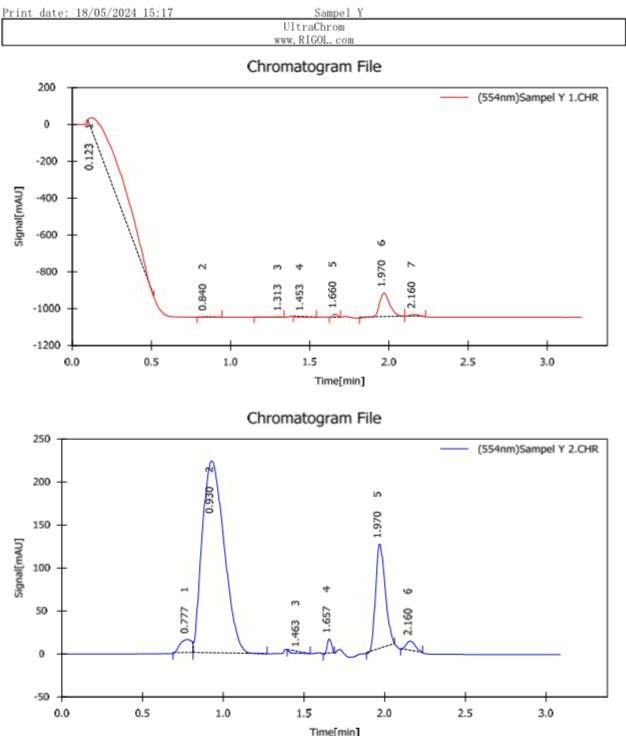 Print date: 18/05/2024 15:17 Sampel Y
UltraChrom
www.RIGOL.com
Chromatogram File
(554nm)Sampel Y 1.CHR
Signal[mAU]
200
0
-200
-400
-600
-800
-1000
-1200
0.123 1
0.840 2
1.313 3
1.453 4
1.660 5
1.970 6
2.160 7
0.0 0.5 1.0 1.5 2.0 2.5 3.0
Time[min]
Chromatogram File
(554nm)Sampel Y 2.CHR
Signal[mAU]
250
200
150
100
50
0
-50
0.777 1
0.930 2
1.463 3
1.657 4
1.970 5
2.160 6
0.0 0.5 1.0 1.5 2.0 2.5 3.0
Time[min]